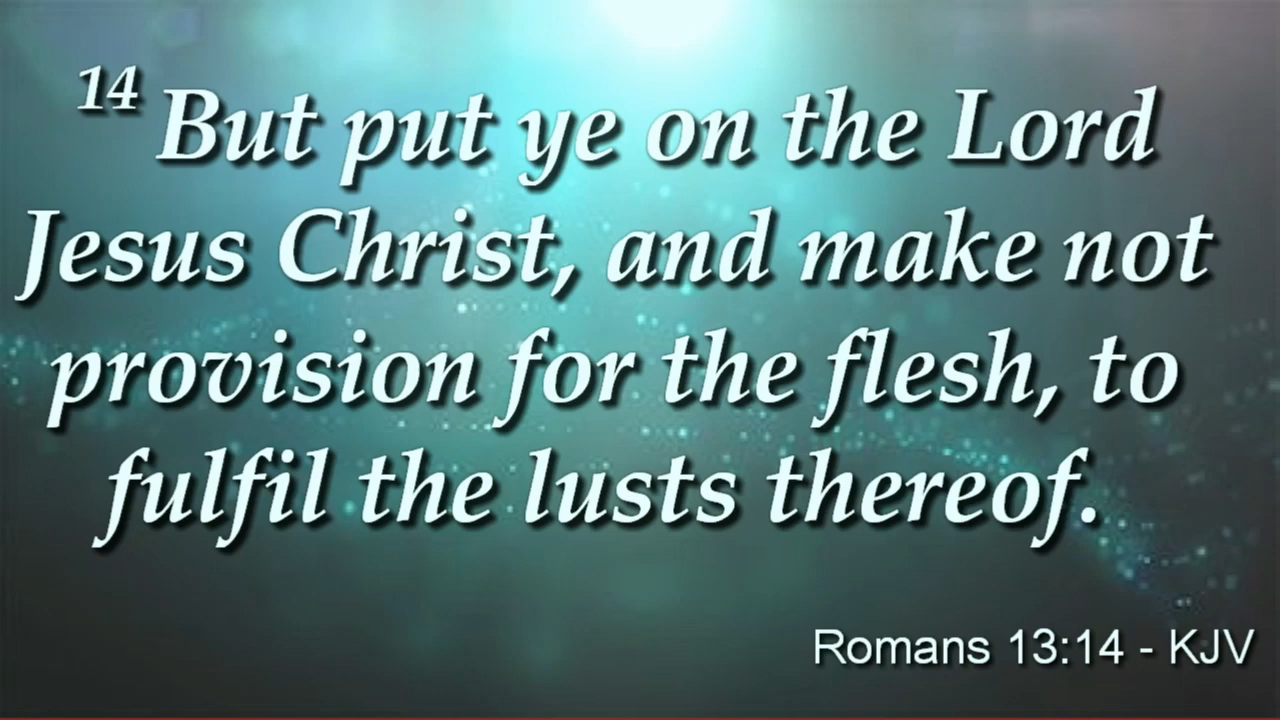 14 But put ye on the Lord
Jesus Christ, and make not
provision for the flesh, to
fulfil the lusts thereof.
Romans 13:14 - KJV